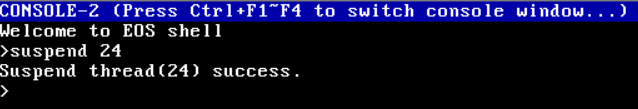 CONSOLE-2 (Press Ctrl+F1~F4 to switch console window...)
Welcome to EOS shell
>suspend 24
Suspend thread(24) success.
>